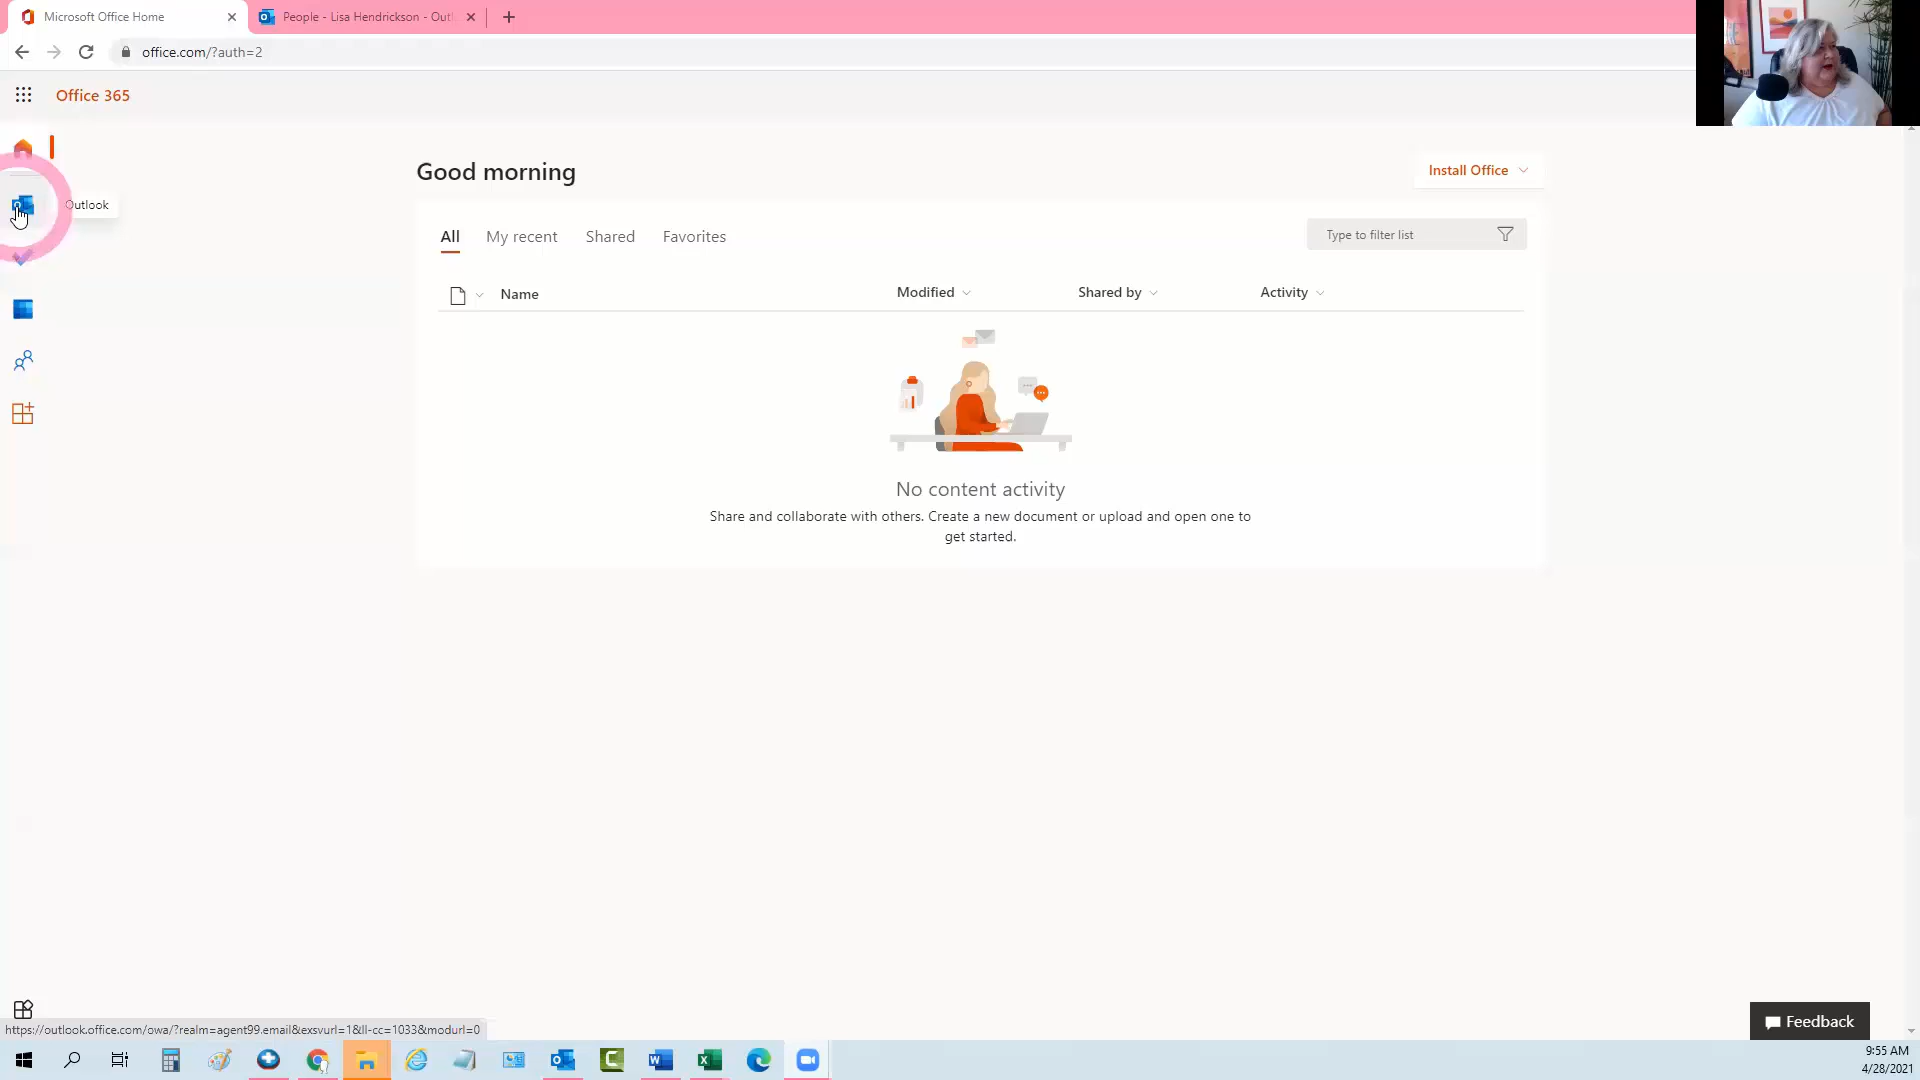 Microsoft Office Home
People - Lisa Hendrickson - Outl
office.com/?auth=2
Office 365
Good morning
Install Office
Outlook
All
My recent
Shared
Favorites
Type to filter list
Name
Modified
Shared by
Activity
No content activity
Share and collaborate with others. Create a new document or upload and open one to
get started.
Feedback
https://outlook.office.com/owa/?realm=agent99.email&exsvurl=1&ll-cc=1033&modurl=0
9:55 AM
4/28/2021